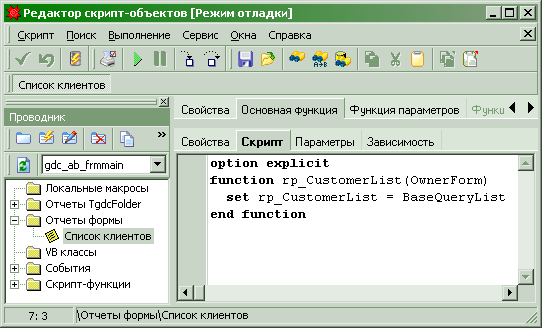 Редактор скрипт-объектов [Режим отладки]
Скрипт Поиск Выполнение Сервис Окна Справка
Список клиентов
Проводник
gdc_ab_frmmain
Локальные макросы
Отчеты TgdcFolder
Отчеты формы
Список клиентов
VB классы
События
Скрипт-функции
Свойства Основная функция Функция параметров Функци
Свойства Скрипт Параметры Зависимость
option explicit
function rp_CustomerList(OwnerForm)
set rp_CustomerList = BaseQueryList
end function
7: 3 \Отчеты формы\Список клиентов